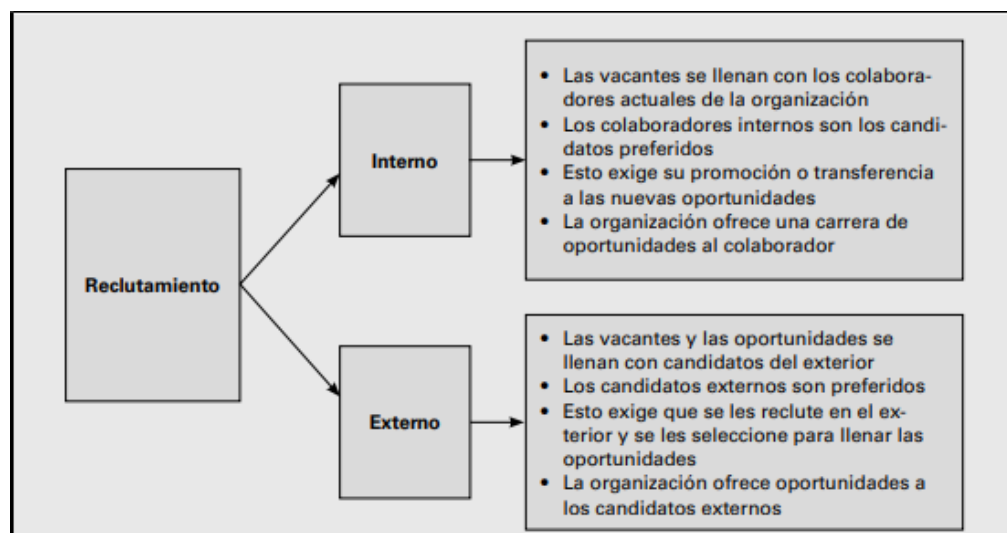 Reclutamiento
Interno
• Las vacantes se llenan con los colabora-
dores actuales de la organización
• Los colaboradores internos son los candi-
datos preferidos
• Esto exige su promoción o transferencia
a las nuevas oportunidades
• La organización ofrece una carrera de
oportunidades al colaborador
Externo
• Las vacantes y las oportunidades se
llenan con candidatos del exterior
• Los candidatos externos son preferidos
• Esto exige que se les reclute en el ex-
terior y se les seleccione para llenar las
oportunidades
• La organización ofrece oportunidades a
los candidatos externos